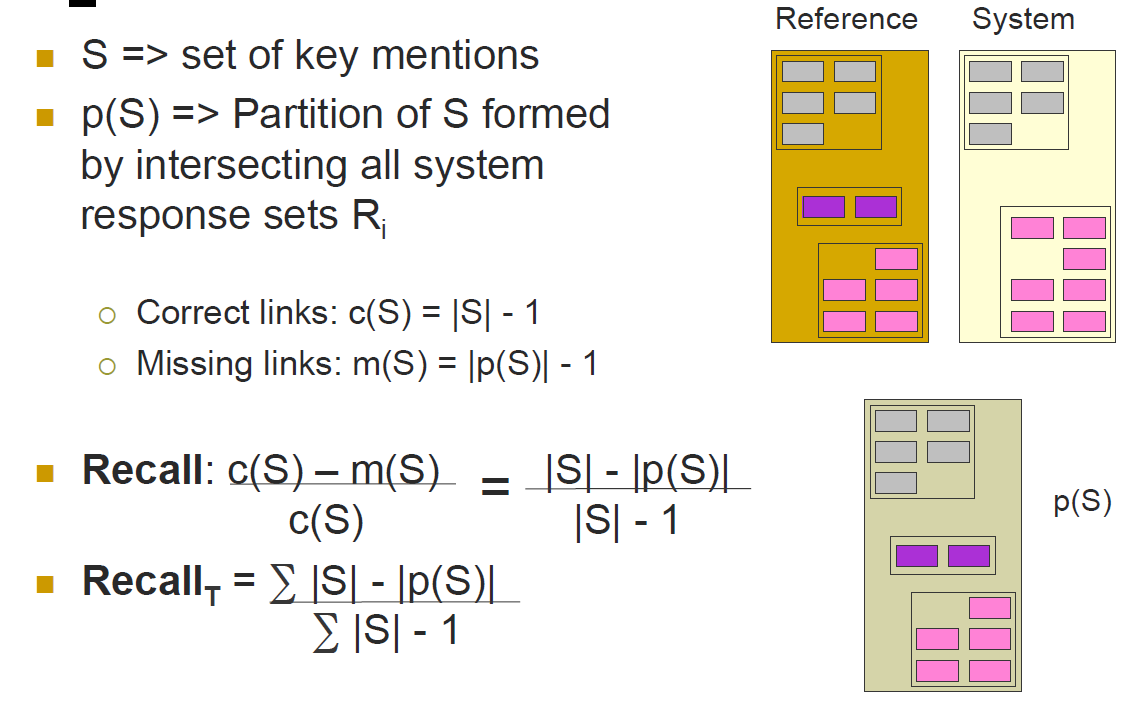 Reference System
S => set of key mentions
p(S) => Partition of S formed
by intersecting all system
response sets Ri
Correct links: c(S) = |S| - 1
Missing links: m(S) = |p(S)| - 1
Recall: c(S) – m(S) = |S| - |p(S)|
c(S) |S| - 1
p(S)
RecallT = ∑ |S| - |p(S)|
∑ |S| - 1